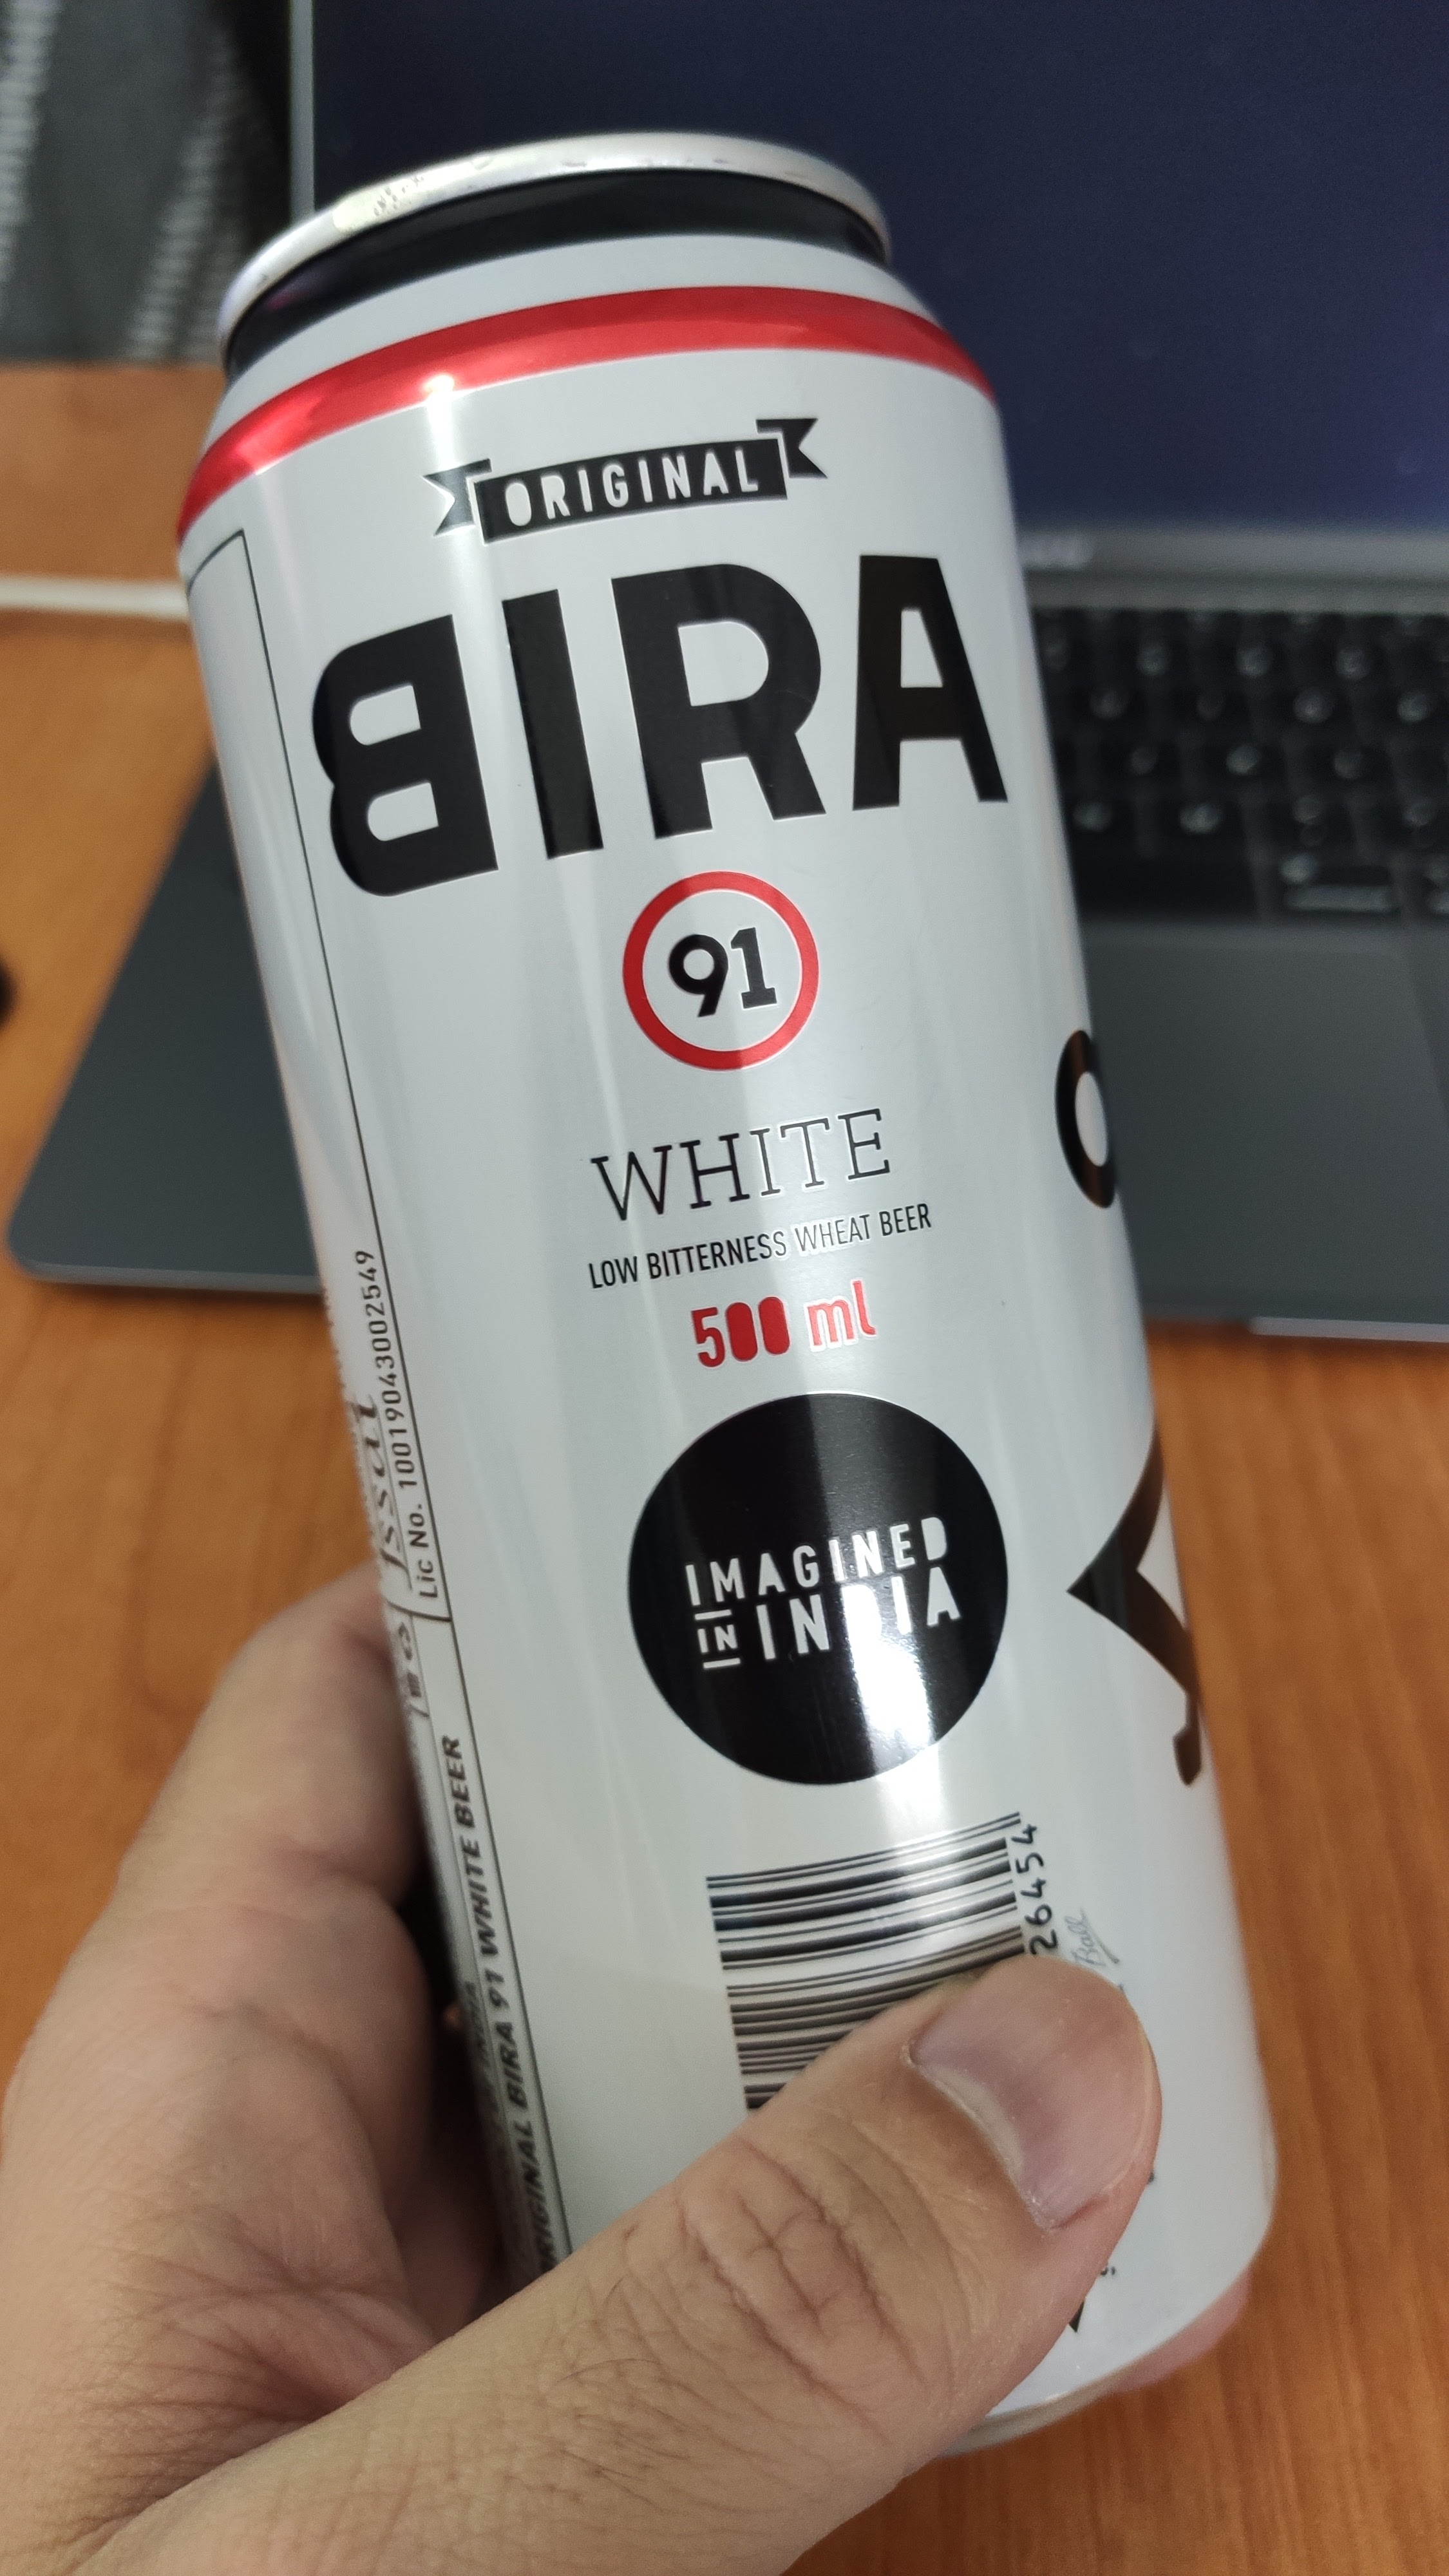 ORIGINAL
BIRA
91
WHITE
LOW BITTERNESS WHEAT BEER
500 ml
IMAGINED
IN INDIA
26454
Ball
fssai
Lic No. 10019043002549
ORIGINAL BIRA 91 WHITE BEER